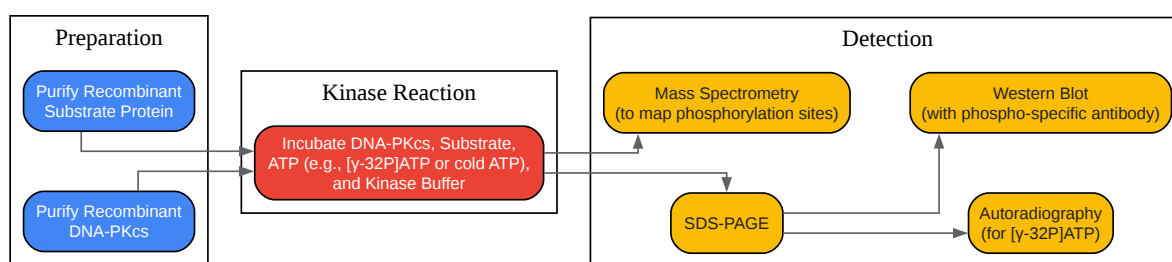 Preparation
Purify Recombinant
Substrate Protein
Purify Recombinant
DNA-PKcs
Kinase Reaction
Incubate DNA-PKcs, Substrate,
ATP (e.g., [γ-32P]ATP or cold ATP),
and Kinase Buffer
Detection
Mass Spectrometry
(to map phosphorylation sites)
Western Blot
(with phospho-specific antibody)
SDS-PAGE
Autoradiography
(for [γ-32P]ATP)